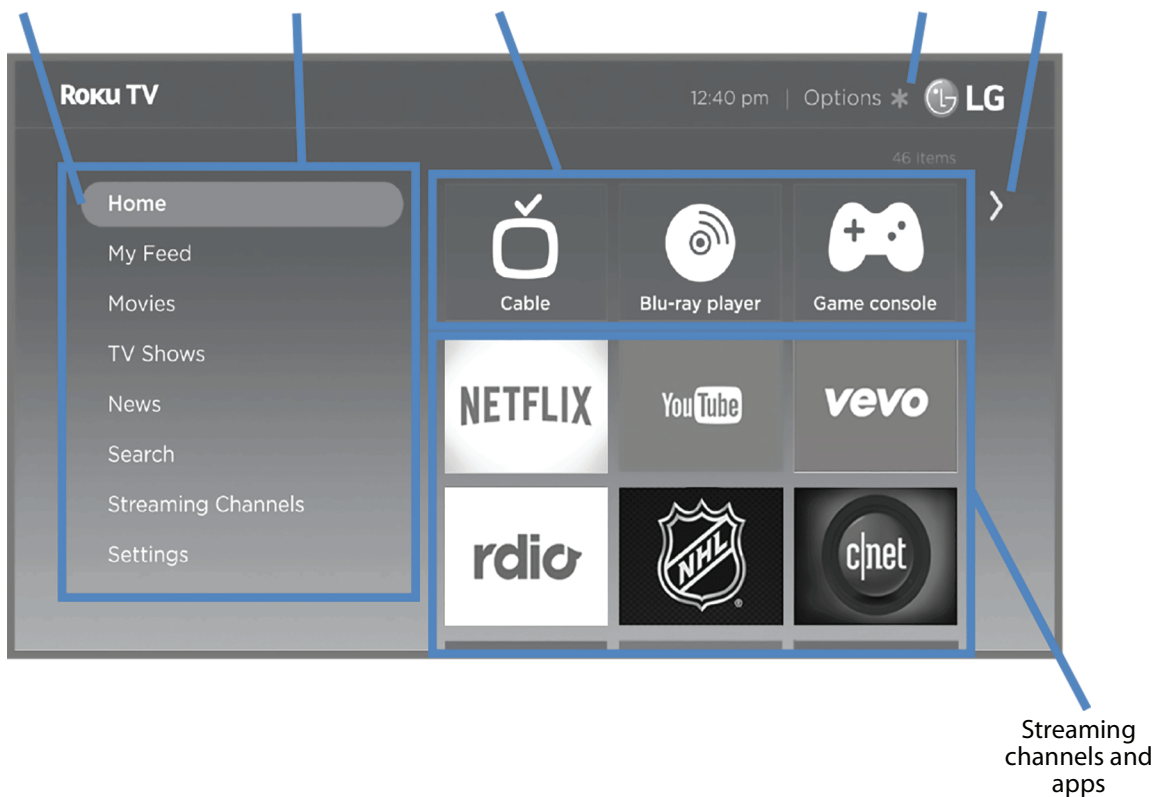 Roku TV
12:40 pm | Options * LG
46 Items
Home
My Feed
Movies
TV Shows
News
Search
Streaming Channels
Settings
Cable
Blu-ray player
Game console
NETFLIX
YouTube
vevo
rdio
NHL
c|net
Streaming
channels and
apps